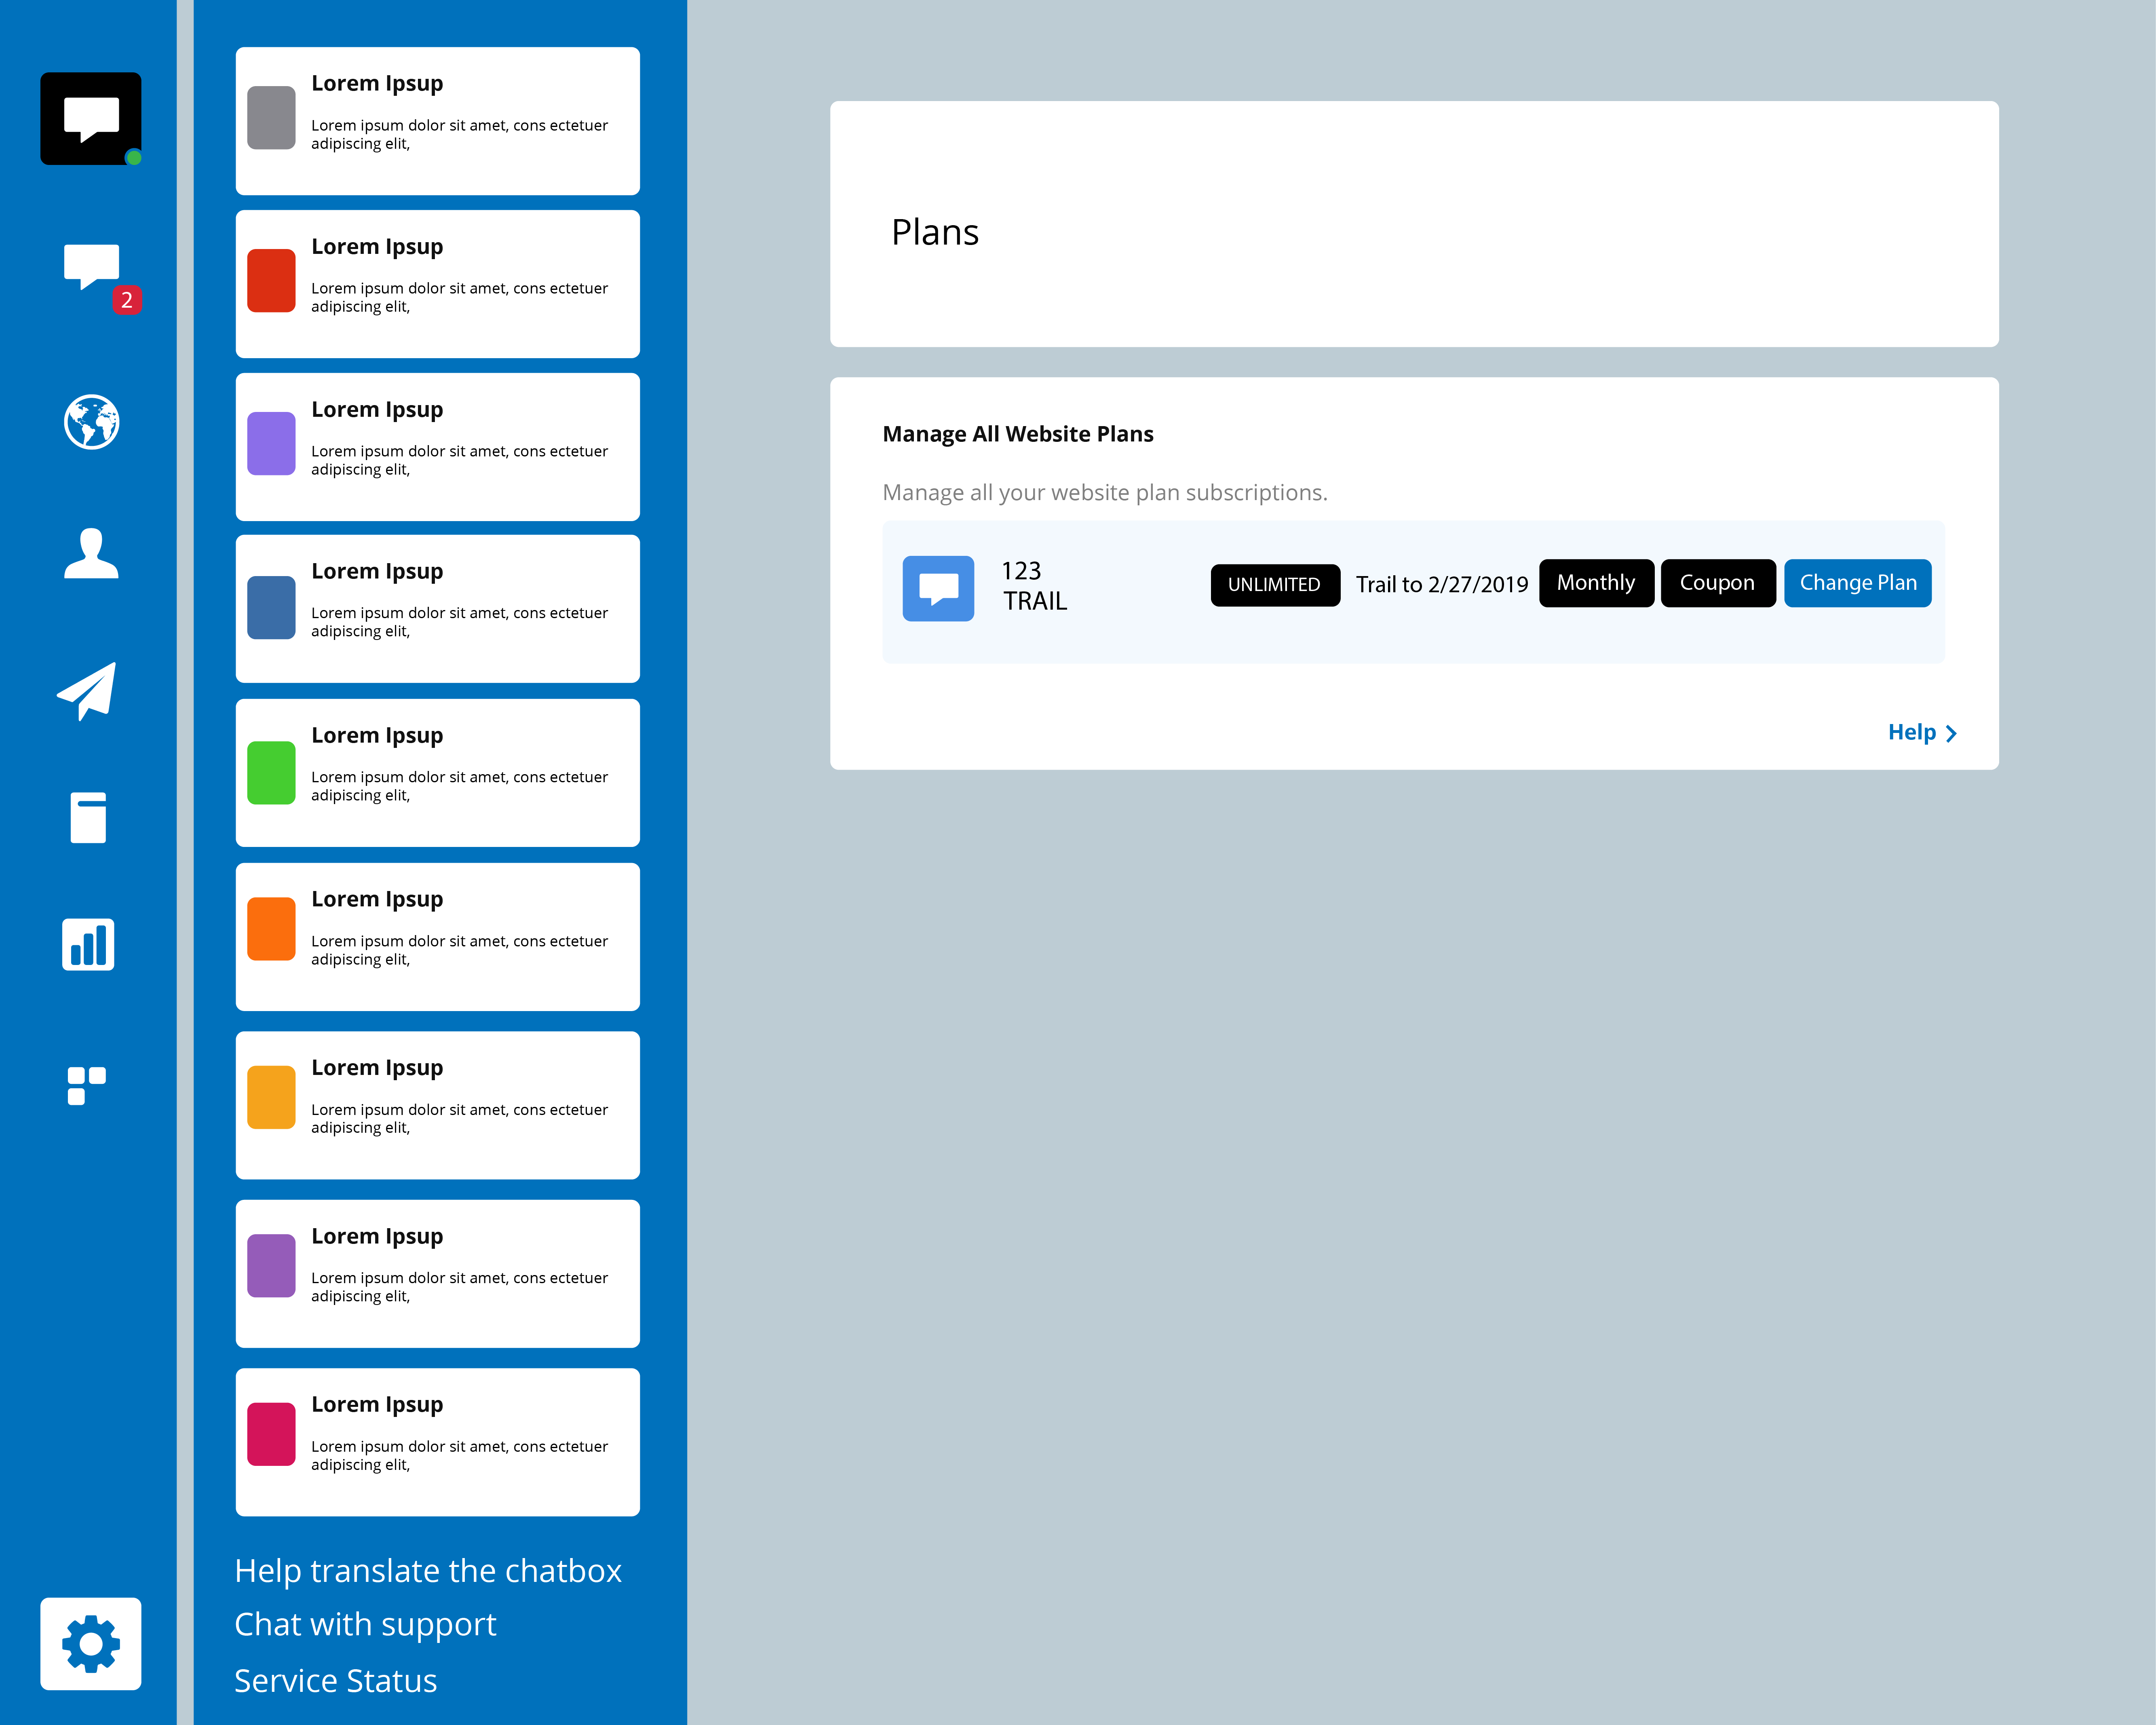 2
Lorem Ipsup
Lorem ipsum dolor sit amet, cons ectetuer
adipiscing elit,
Lorem Ipsup
Lorem ipsum dolor sit amet, cons ectetuer
adipiscing elit,
Lorem Ipsup
Lorem ipsum dolor sit amet, cons ectetuer
adipiscing elit,
Lorem Ipsup
Lorem ipsum dolor sit amet, cons ectetuer
adipiscing elit,
Lorem Ipsup
Lorem ipsum dolor sit amet, cons ectetuer
adipiscing elit,
Lorem Ipsup
Lorem ipsum dolor sit amet, cons ectetuer
adipiscing elit,
Lorem Ipsup
Lorem ipsum dolor sit amet, cons ectetuer
adipiscing elit,
Lorem Ipsup
Lorem ipsum dolor sit amet, cons ectetuer
adipiscing elit,
Lorem Ipsup
Lorem ipsum dolor sit amet, cons ectetuer
adipiscing elit,
Help translate the chatbox
Chat with support
Service Status
Plans
Manage All Website Plans
Manage all your website plan subscriptions.
123
TRAIL
UNLIMITED
Trail to 2/27/2019
Monthly
Coupon
Change Plan
Help